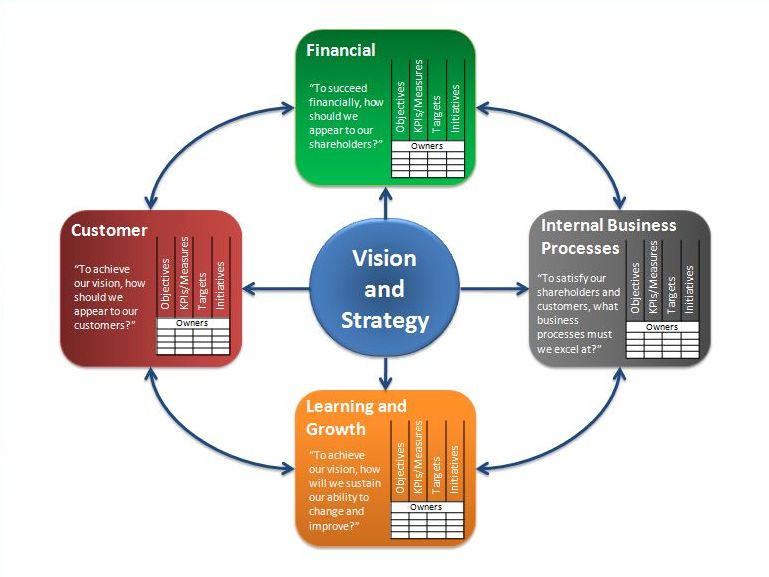 Financial
“To succeed
financially, how
should we
appear to our
shareholders?”
Objectives
KPIs/Measures
Targets
Initiatives
Owners
Customer
“To achieve
our vision, how
should we
appear to our
customers?”
Objectives
KPIs/Measures
Targets
Initiatives
Owners
Vision
and
Strategy
Internal Business
Processes
“To satisfy our
shareholders and
customers, what
business
processes must
we excel at?”
Objectives
KPIs/Measures
Targets
Initiatives
Owners
Learning and
Growth
“To achieve
our vision, how
will we sustain
our ability to
change and
improve?”
Objectives
KPIs/Measures
Targets
Initiatives
Owners